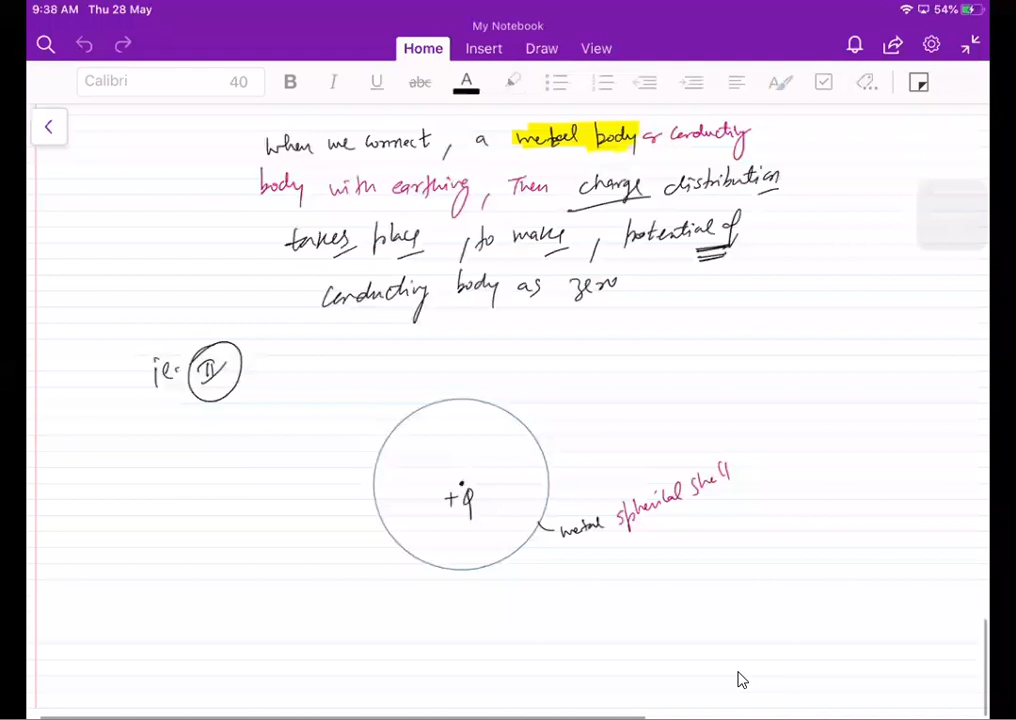 9:38 AM Thu 28 May
54%
My Notebook
Home Insert Draw View
Calibri 40 B I U abc A
when we connect, a metal body or conducting
body with earthing, Then charge distribution
takes place, to make, potential of
conducting body as zero
ie. II
+q
metal spherical shell